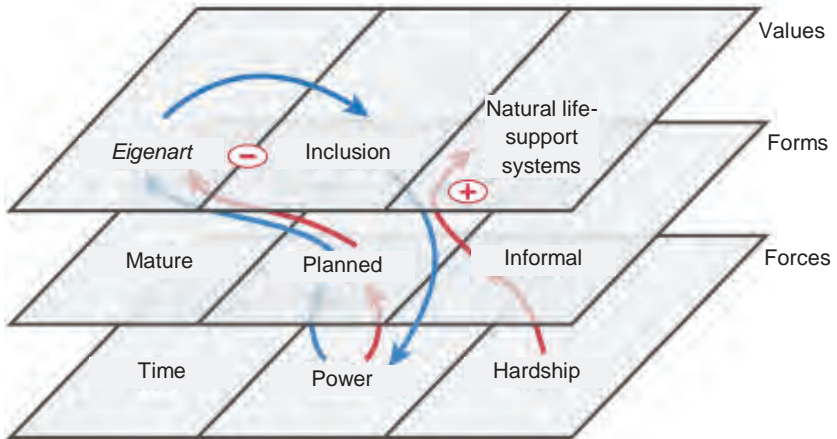 Values
Natural life-
support
systems
Eigenart
−
Inclusion
+
Forms
Mature
Planned
Informal
Forces
Time
Power
Hardship